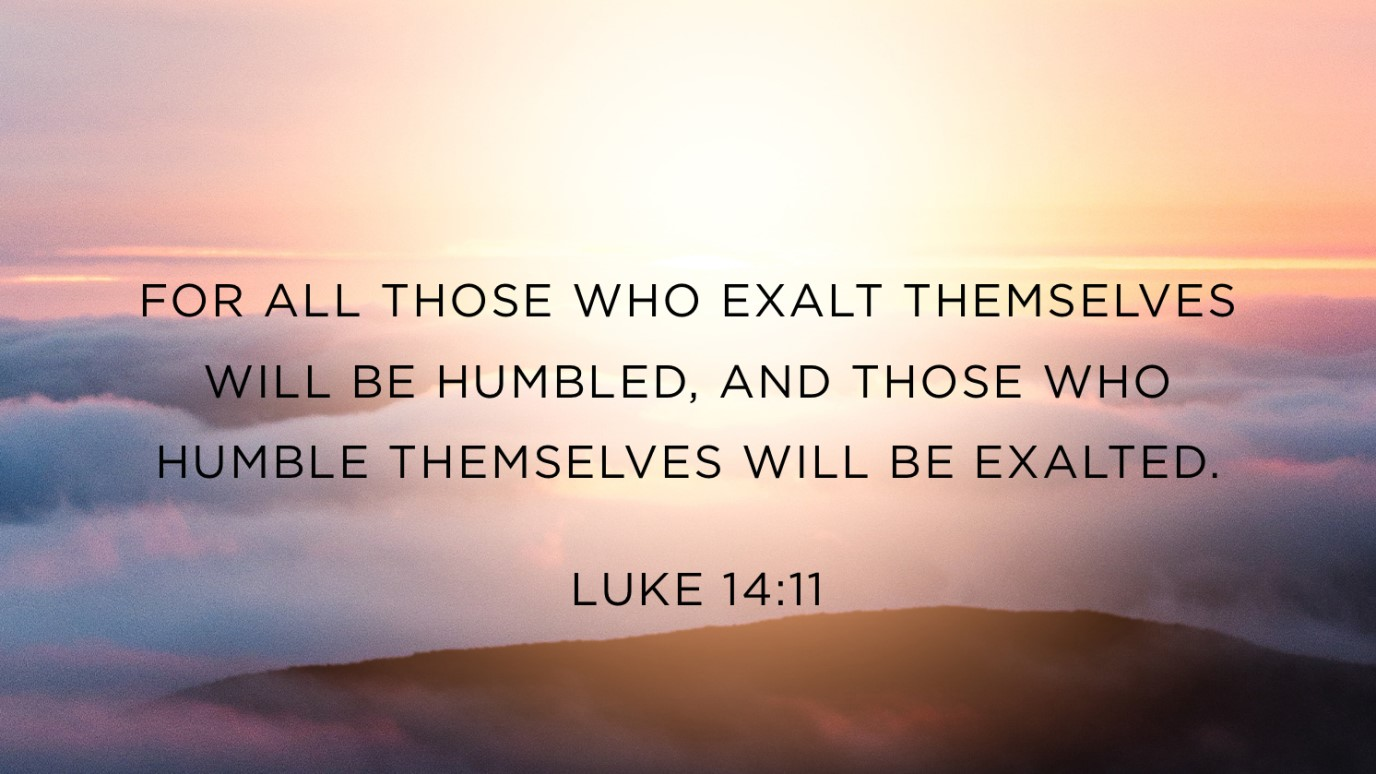 FOR ALL THOSE WHO EXALT THEMSELVES
WILL BE HUMBLED, AND THOSE WHO
HUMBLE THEMSELVES WILL BE EXALTED.
LUKE 14:11